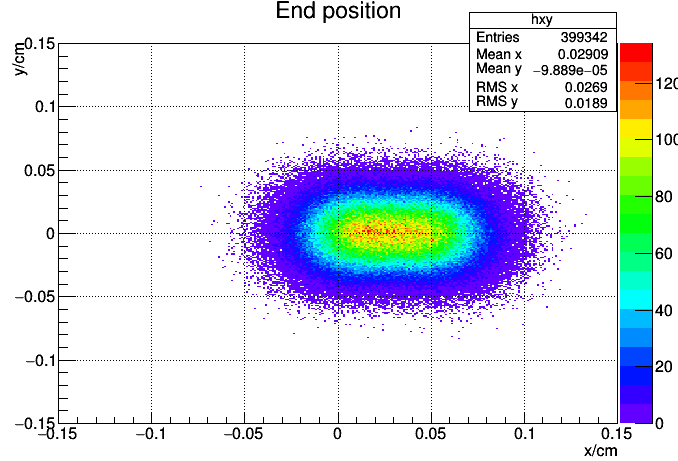 End position
hxy
Entries 399342
Mean x 0.02909
Mean y −9.889e−05
RMS x 0.0269
RMS y 0.0189
y/cm
0.15
0.1
0.05
0
−0.05
−0.1
−0.15
−0.15 −0.1 −0.05 0 0.05 0.1 0.15
x/cm
120
100
80
60
40
20
0